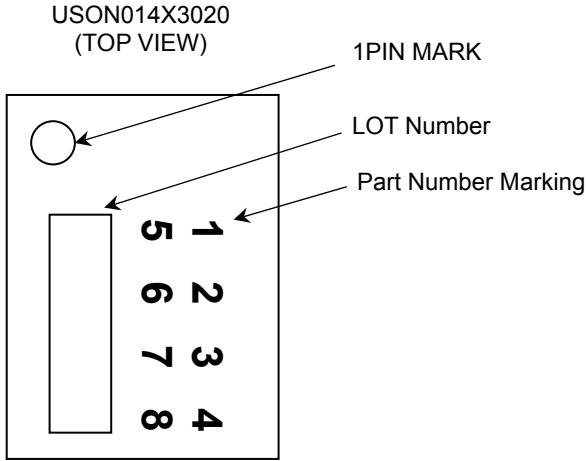 USON014X3020
(TOP VIEW)
1PIN MARK
LOT Number
Part Number Marking
1 2 3 4
5 6 7 8